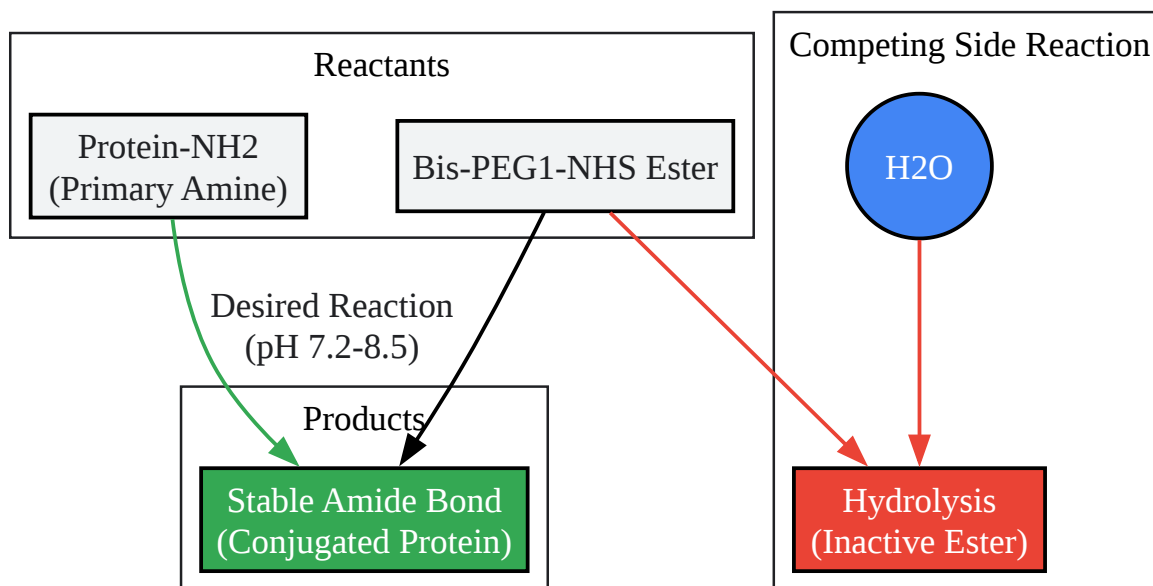 Reactants
Competing Side Reaction
Protein-NH2
(Primary Amine)
Bis-PEG1-NHS Ester
H2O
Desired Reaction
(pH 7.2-8.5)
Products
Stable Amide Bond
(Conjugated Protein)
Hydrolysis
(Inactive Ester)